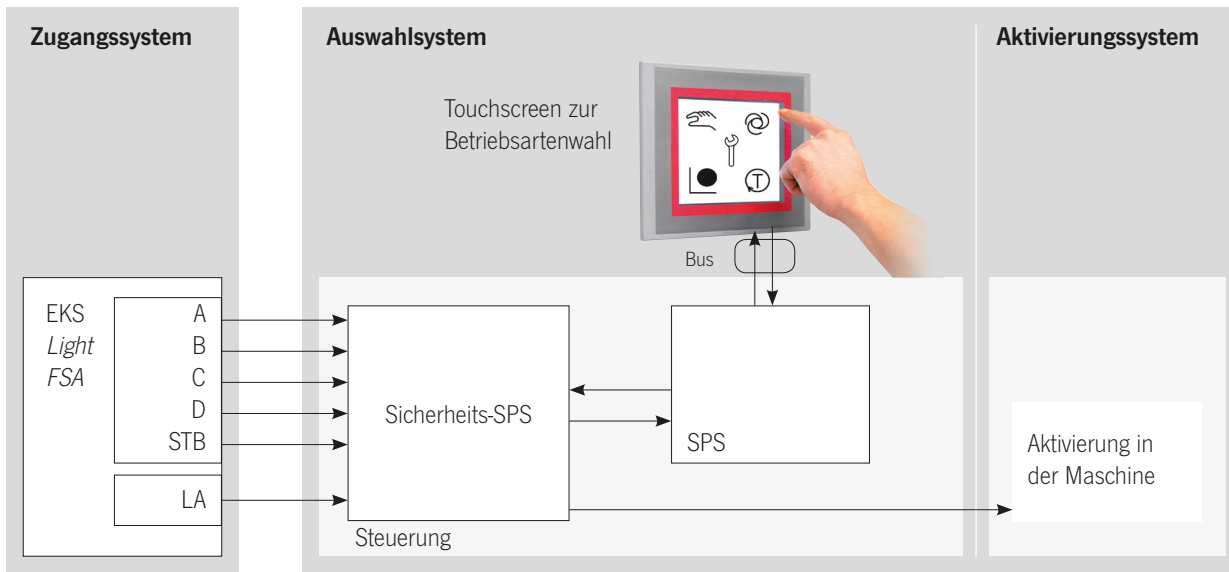 Zugangssystem
Auswahlsystem
Aktivierungssystem
Touchscreen zur
Betriebsartenwahl
T
Bus
EKS
Light
FSA
A
B
C
D
STB
LA
Sicherheits-SPS
SPS
Steuerung
Aktivierung in
der Maschine